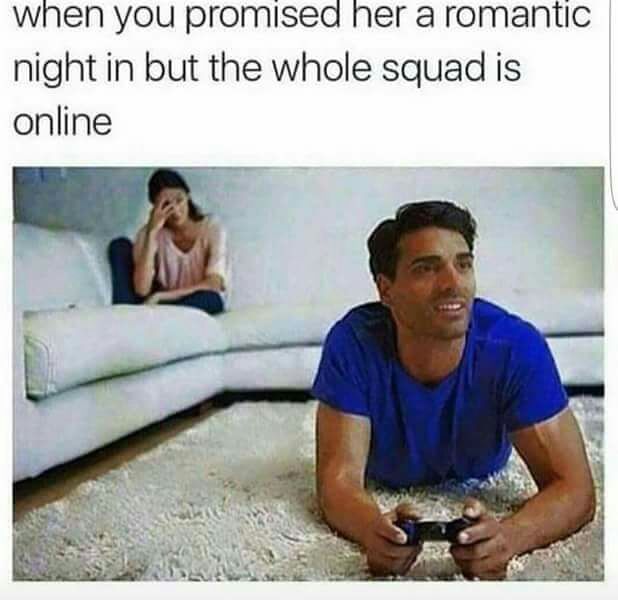 when you promised her a romantic
night in but the whole squad is
online